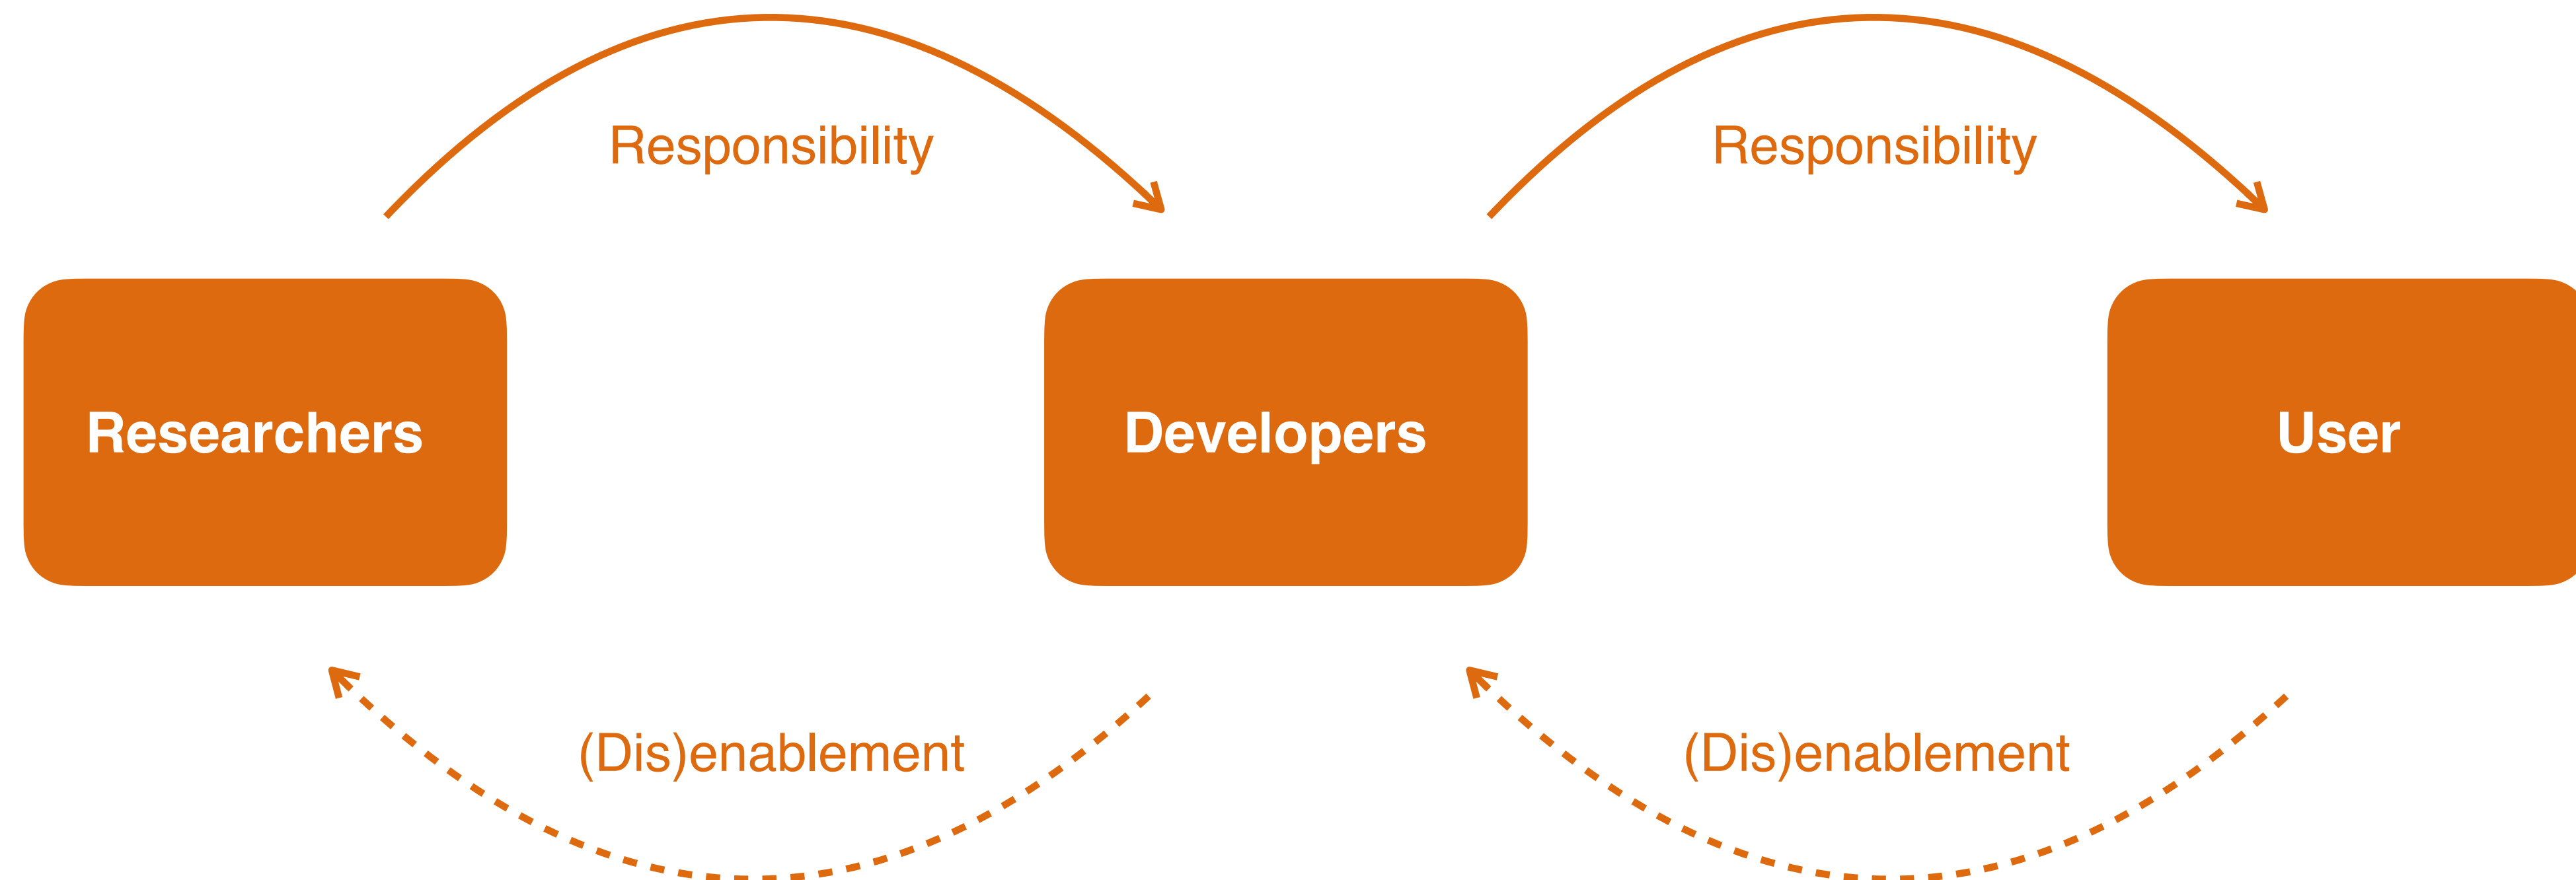 Responsibility
Responsibility
Researchers
Developers
User
(Dis)enablement
(Dis)enablement